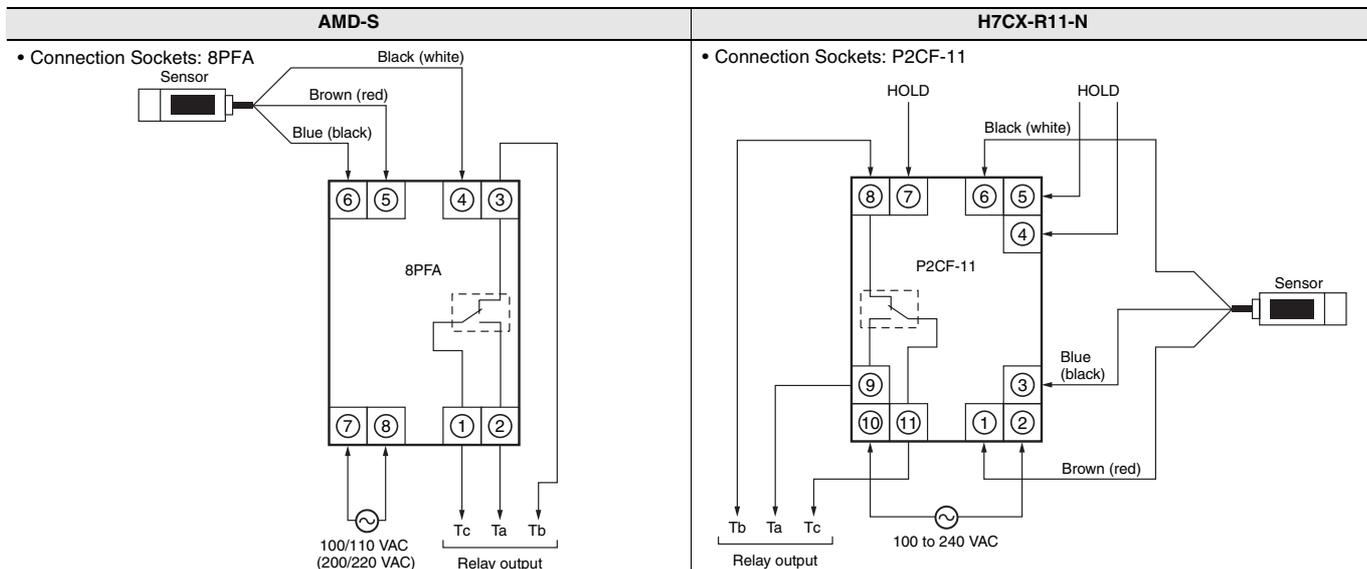 AMD-S
• Connection Sockets: 8PFA
Sensor
Black (white)
Brown (red)
Blue (black)
6 5 4 3
8PFA
7 8 1 2
Tc Ta Tb
100/110 VAC
(200/220 VAC)
Relay output
H7CX-R11-N
• Connection Sockets: P2CF-11
HOLD HOLD
Black (white)
8 7 6 5
4
P2CF-11
Sensor
Blue
(black)
9 3
10 11 1 2
Brown (red)
Tb Ta Tc
100 to 240 VAC
Relay output